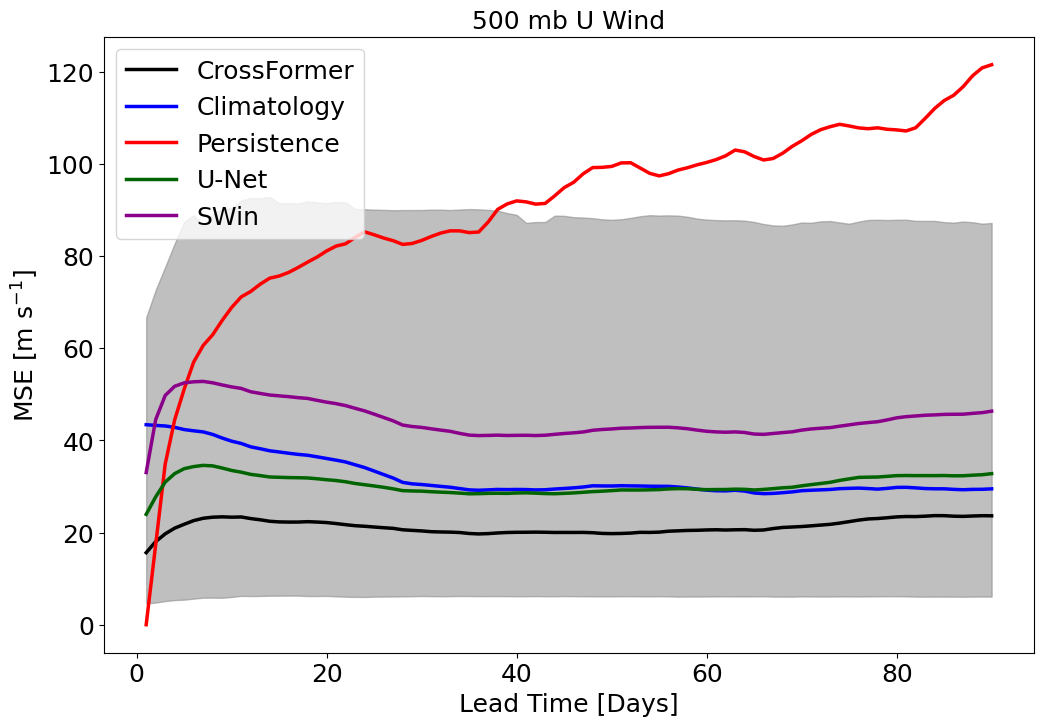 500 mb U Wind
CrossFormer
Climatology
Persistence
U-Net
SWin
MSE [m s⁻¹]
120
100
80
60
40
20
0
0 20 40 60 80
Lead Time [Days]